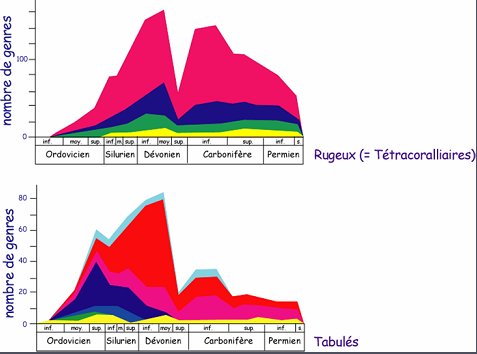 nombre de genres
100
0
inf. moy. sup. inf m. sup. inf. moy sup. inf. sup. inf. s.
Ordovicien Silurien Dévonien Carbonifère Permien
Rugeux (= Tétracoralliaires)
nombre de genres
80
60
40
20
0
inf. moy sup. inf m. sup. inf. moy sup. inf. sup. inf. s.
Ordovicien Silurien Dévonien Carbonifère Permien
Tabulés